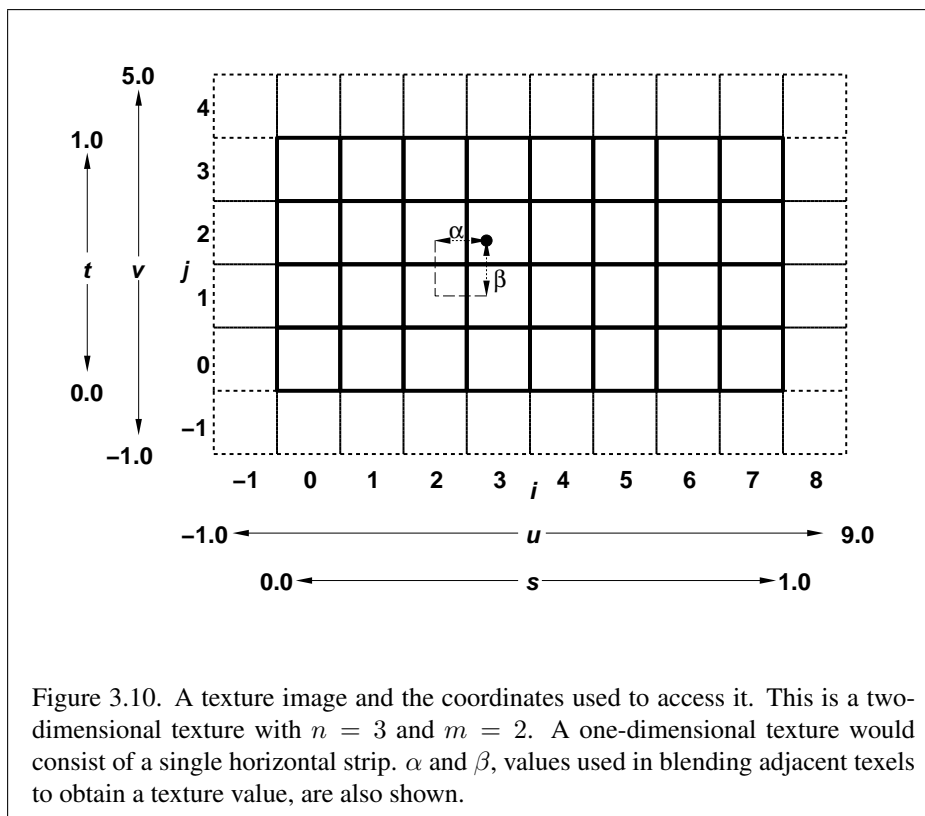 5.0
4
1.0
3
α
2
t v j
β
1
0
0.0
−1
−1.0
−1 0 1 2 3 4 5 6 7 8
i
−1.0 u 9.0
0.0 s 1.0
Figure 3.10. A texture image and the coordinates used to access it. This is a two-
dimensional texture with n = 3 and m = 2. A one-dimensional texture would
consist of a single horizontal strip. α and β, values used in blending adjacent texels
to obtain a texture value, are also shown.